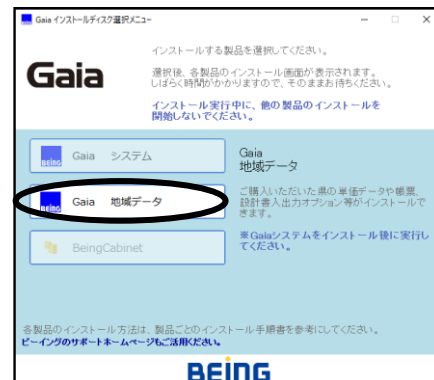 Gaia インストールディスク選択メニュー
インストールする製品を選択してください。
Gaia
選択後、各製品のインストール画面が表示されます。
しばらく時間がかかりますので、そのままお待ちください。
インストール実行中に、他の製品のインストールを
開始しないでください。
BEING Gaia システム
BEING Gaia 地域データ
BeingCabinet
Gaia
地域データ
ご購入いただいた県の単価データや帳票、
設計書入出力オプション等がインストールで
きます。
※Gaiaシステムをインストール後に実行し
てください。
各製品のインストール方法は、製品ごとのインストール手順書を参考にしてください。
ビーイングのサポートホームページもご活用ください。
BEING